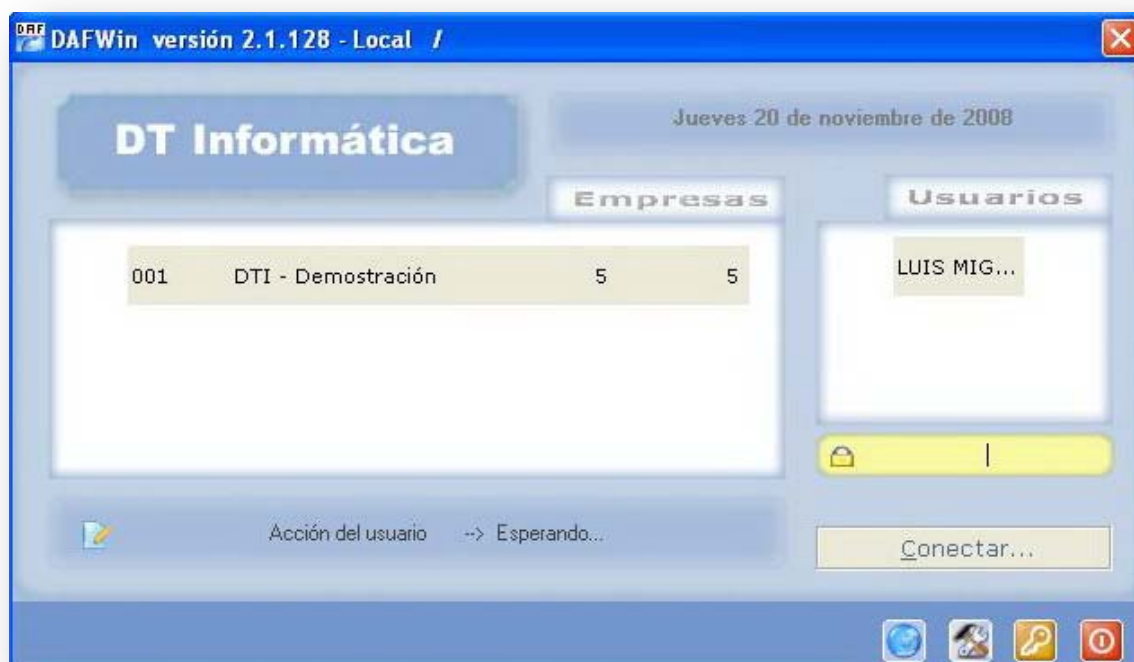 DAF DAFWin versión 2.1.128 - Local /
DT Informática
Jueves 20 de noviembre de 2008
Empresas
Usuarios
001 DTI - Demostración 5 5
LUIS MIG...
Acción del usuario --> Esperando...
Conectar...